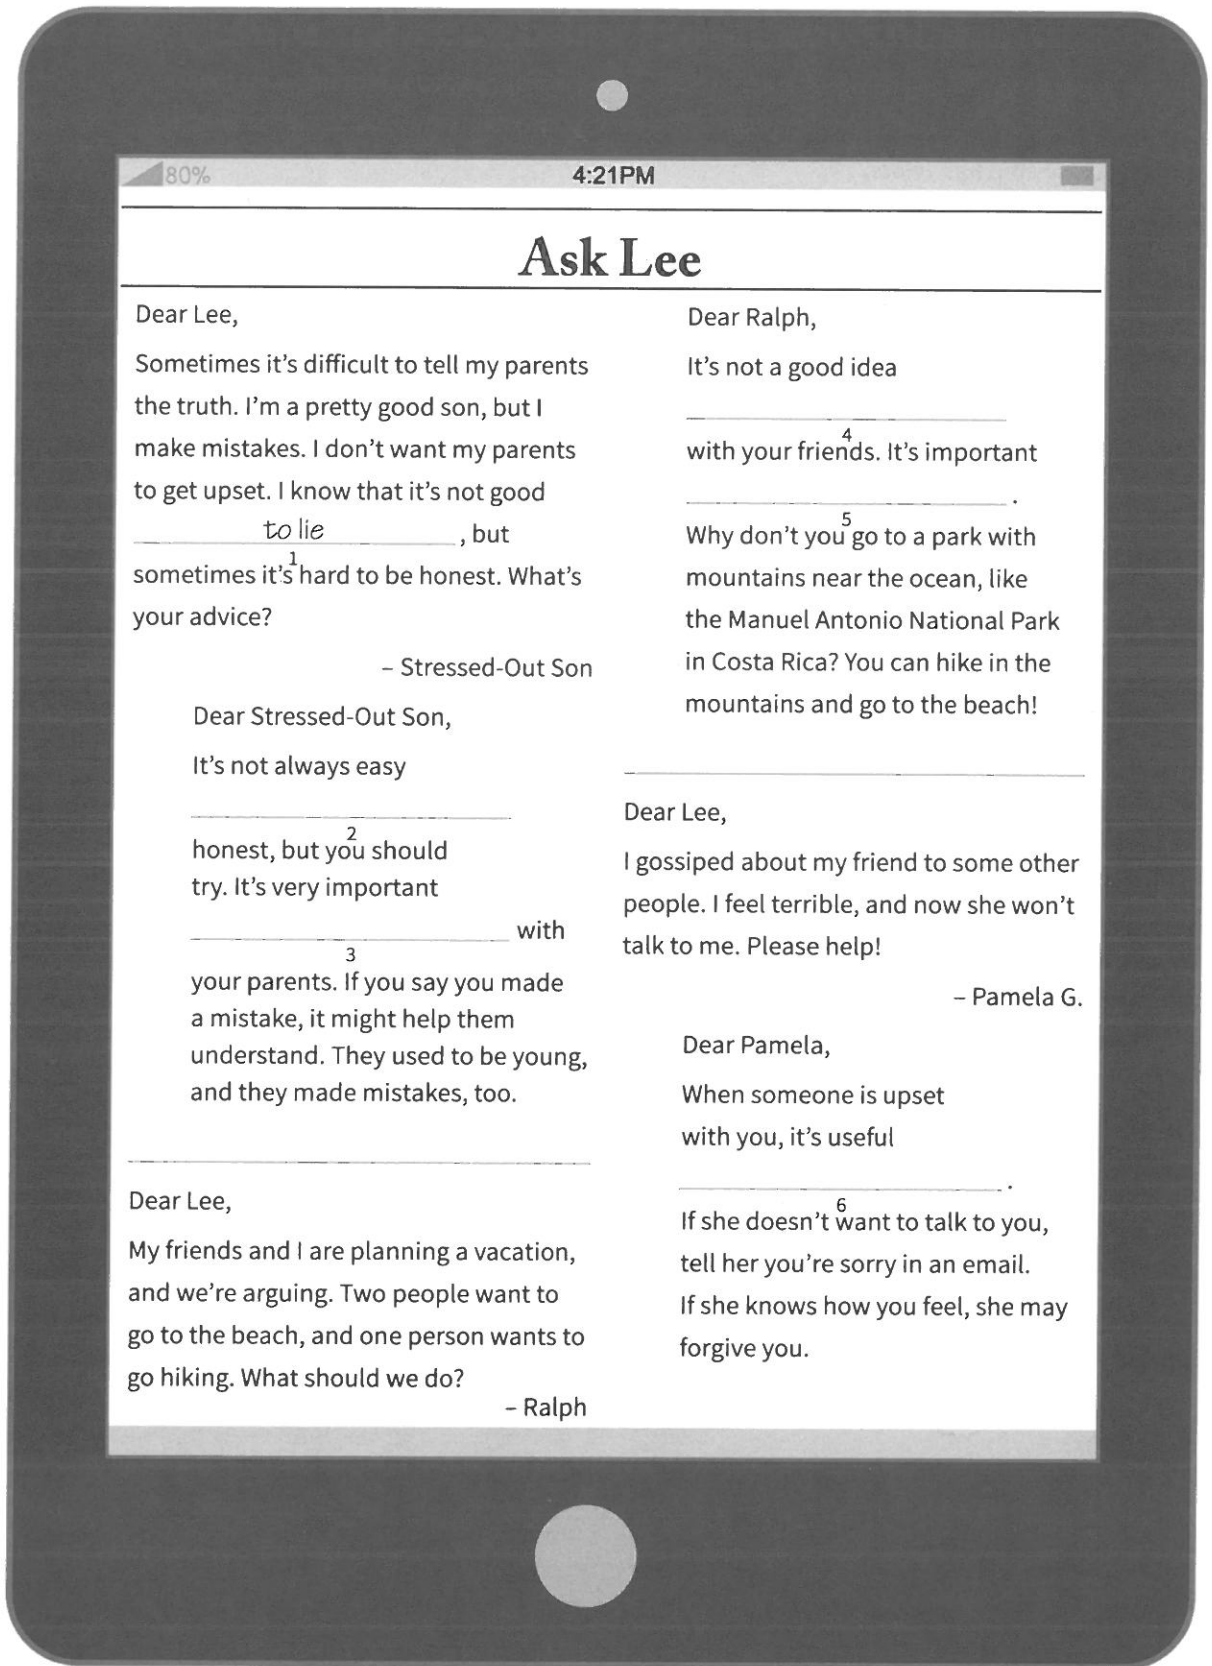 80%
4:21PM
Ask Lee
Dear Lee,
Sometimes it's difficult to tell my parents
the truth. I'm a pretty good son, but I
make mistakes. I don't want my parents
to get upset. I know that it's not good
to lie, but
1
sometimes it's hard to be honest. What's
your advice?
– Stressed-Out Son
Dear Stressed-Out Son,
It's not always easy
2
honest, but you should
try. It's very important
with
3
your parents. If you say you made
a mistake, it might help them
understand. They used to be young,
and they made mistakes, too.
Dear Lee,
My friends and I are planning a vacation,
and we're arguing. Two people want to
go to the beach, and one person wants to
go hiking. What should we do?
– Ralph
Dear Ralph,
It's not a good idea
4
with your friends. It's important
.
5
Why don't you go to a park with
mountains near the ocean, like
the Manuel Antonio National Park
in Costa Rica? You can hike in the
mountains and go to the beach!
Dear Lee,
I gossiped about my friend to some other
people. I feel terrible, and now she won't
talk to me. Please help!
– Pamela G.
Dear Pamela,
When someone is upset
with you, it's useful
.
6
If she doesn't want to talk to you,
tell her you're sorry in an email.
If she knows how you feel, she may
forgive you.